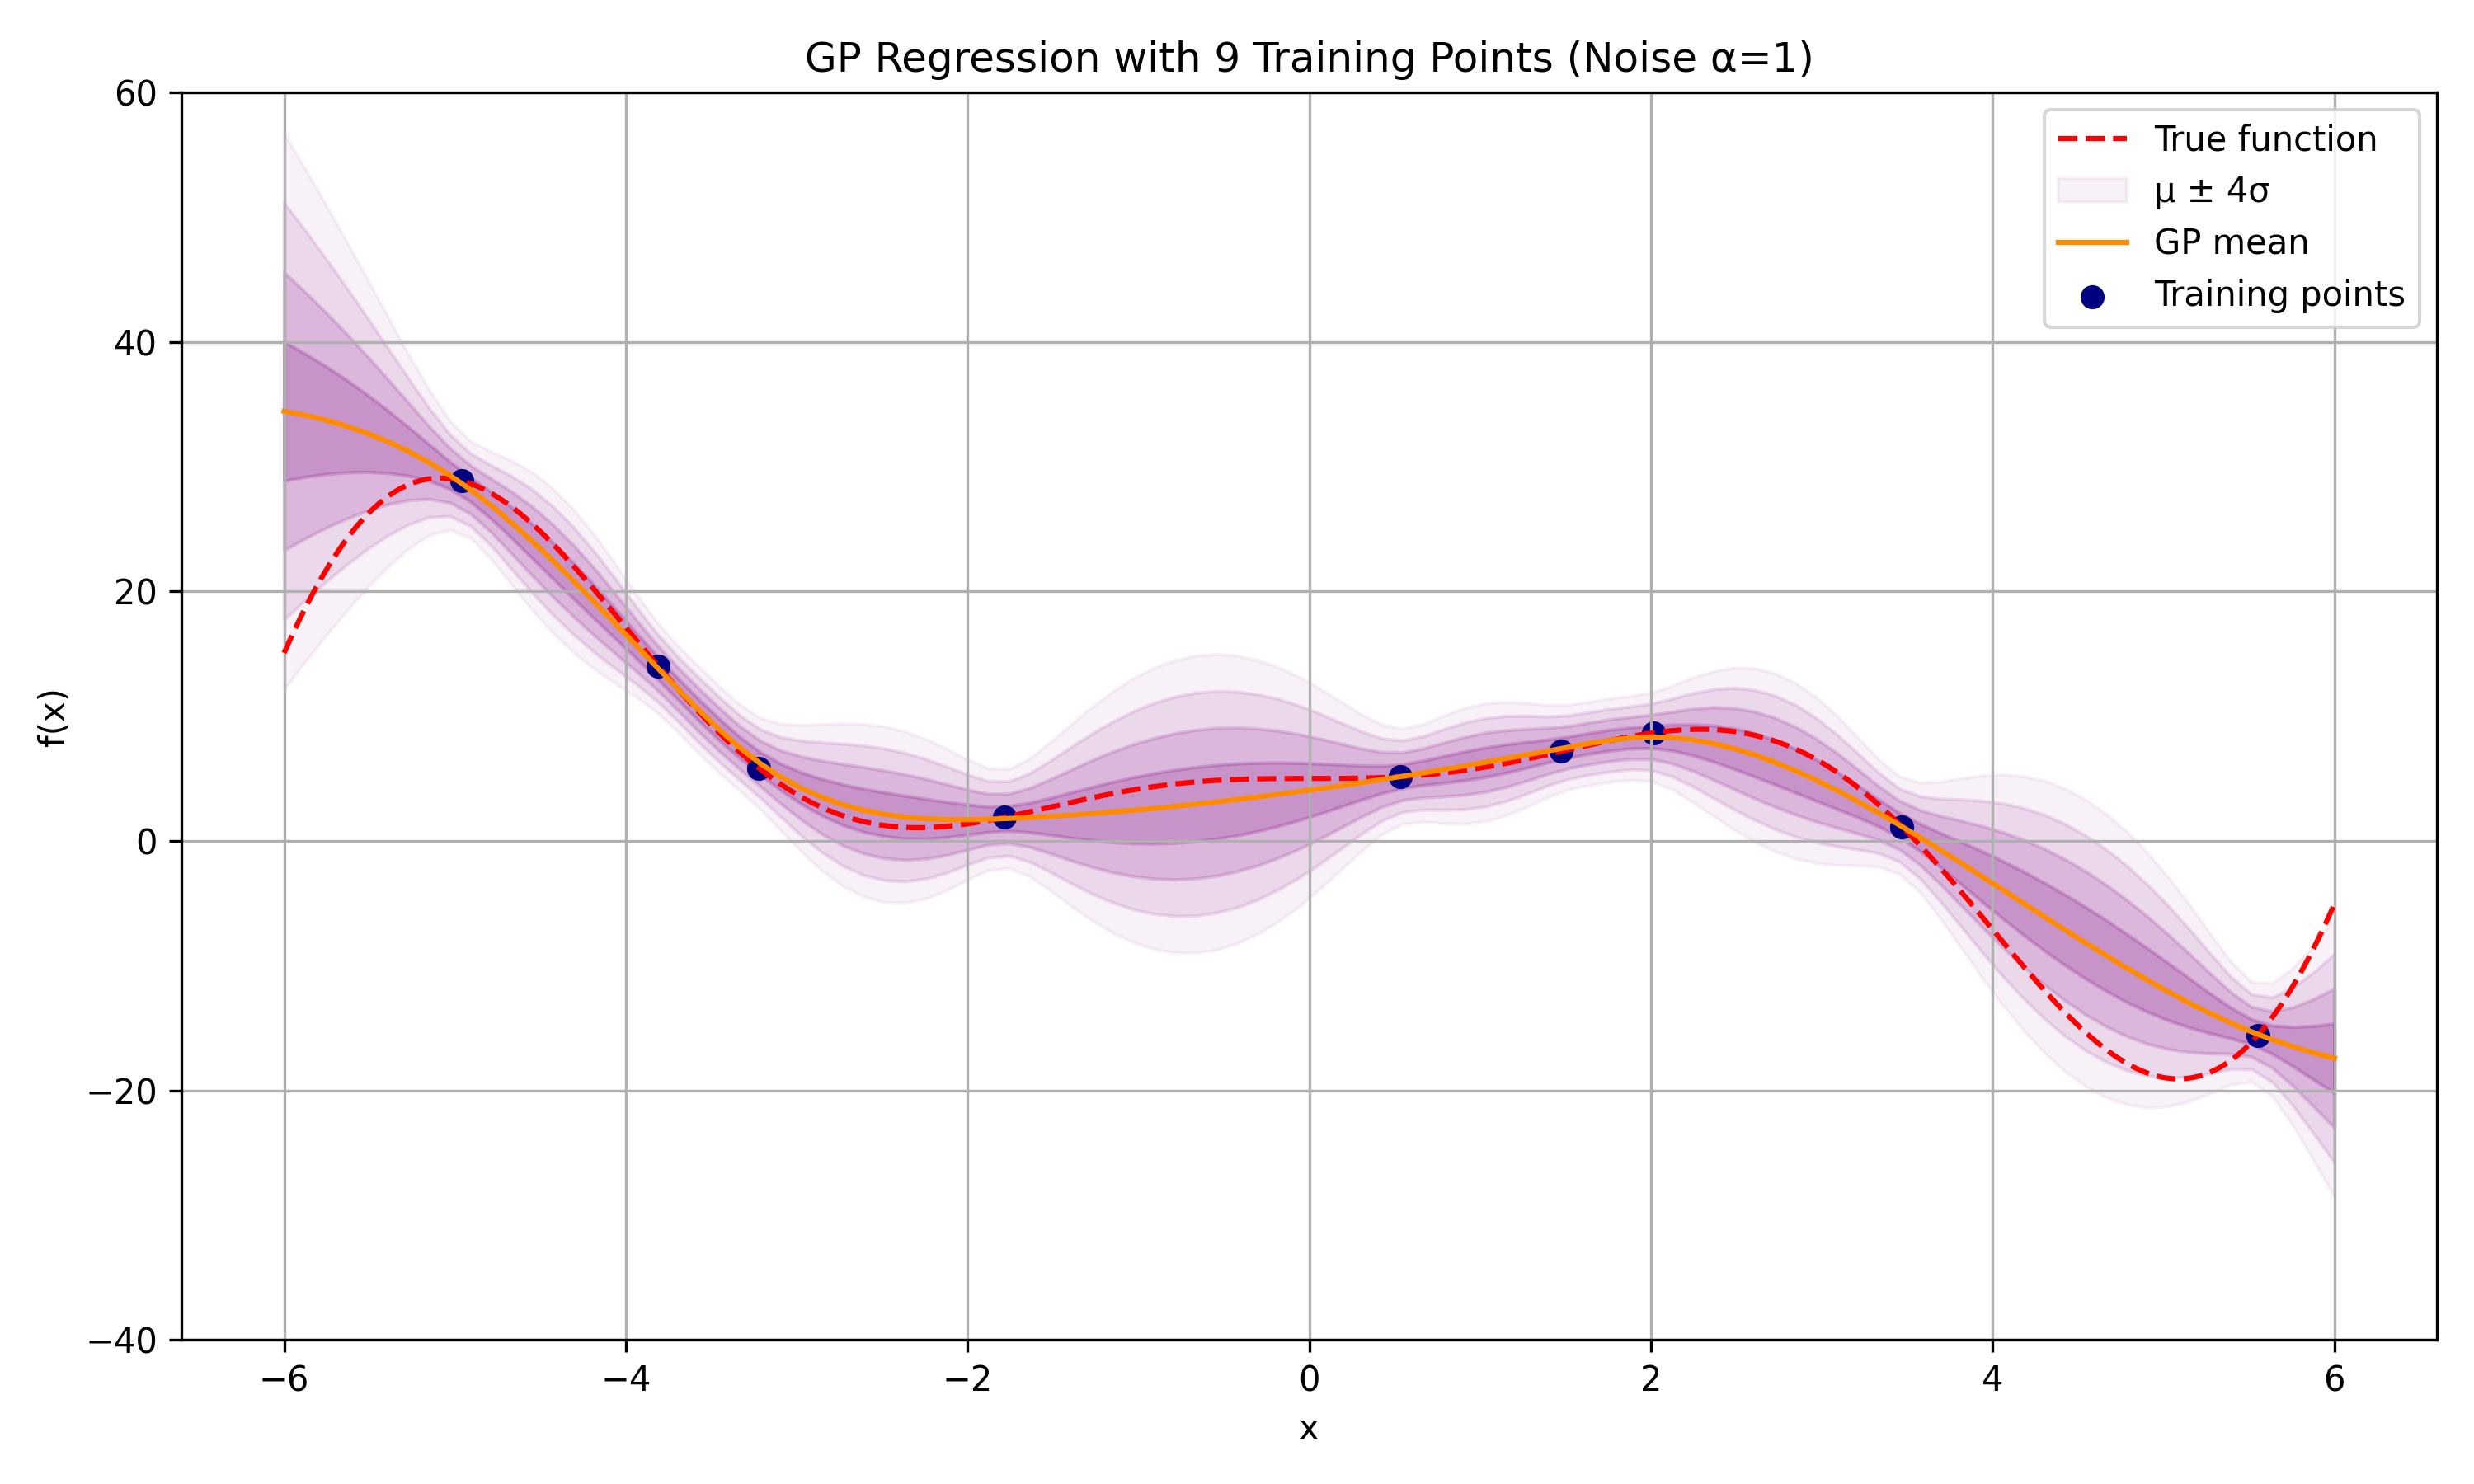 GP Regression with 9 Training Points (Noise α=1)
60
40
20
0
−20
−40
f(x)
True function
μ ± 4σ
GP mean
Training points
−6
−4
−2
0
2
4
6
x